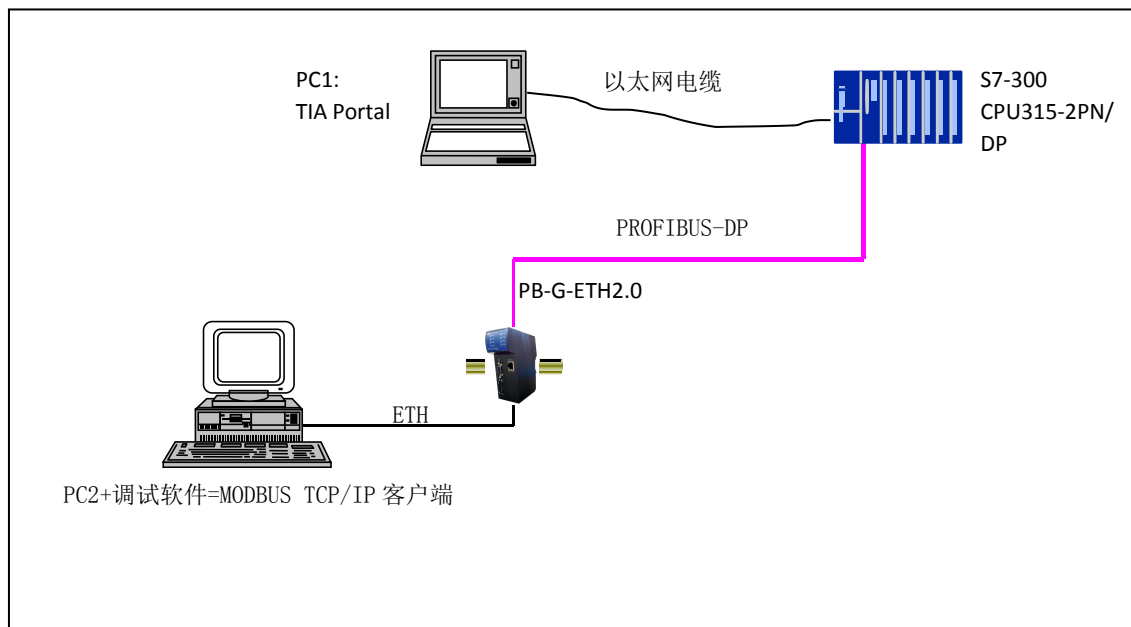 PC1:
TIA Portal
以太网电缆
S7-300
CPU315-2PN/
DP
PROFIBUS-DP
PB-G-ETH2.0
ETH
PC2+调试软件=MODBUS TCP/IP 客户端